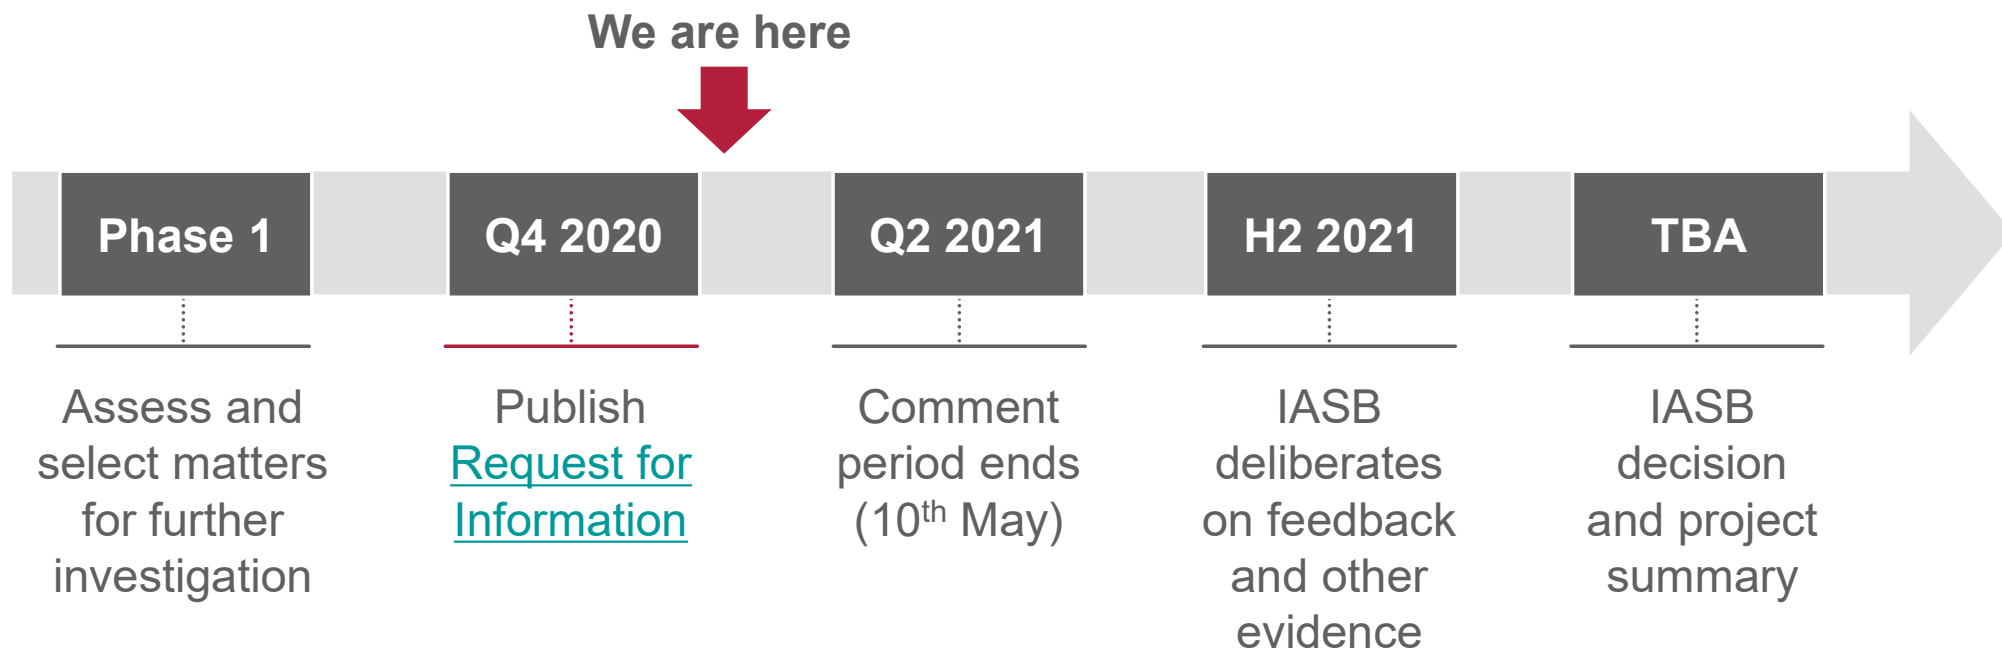 We are here
Phase 1
Q4 2020
Q2 2021
H2 2021
TBA
Assess and
select matters
for further
investigation
Publish
Request for
Information
Comment
period ends
(10th May)
IASB
deliberates
on feedback
and other
evidence
IASB
decision
and project
summary